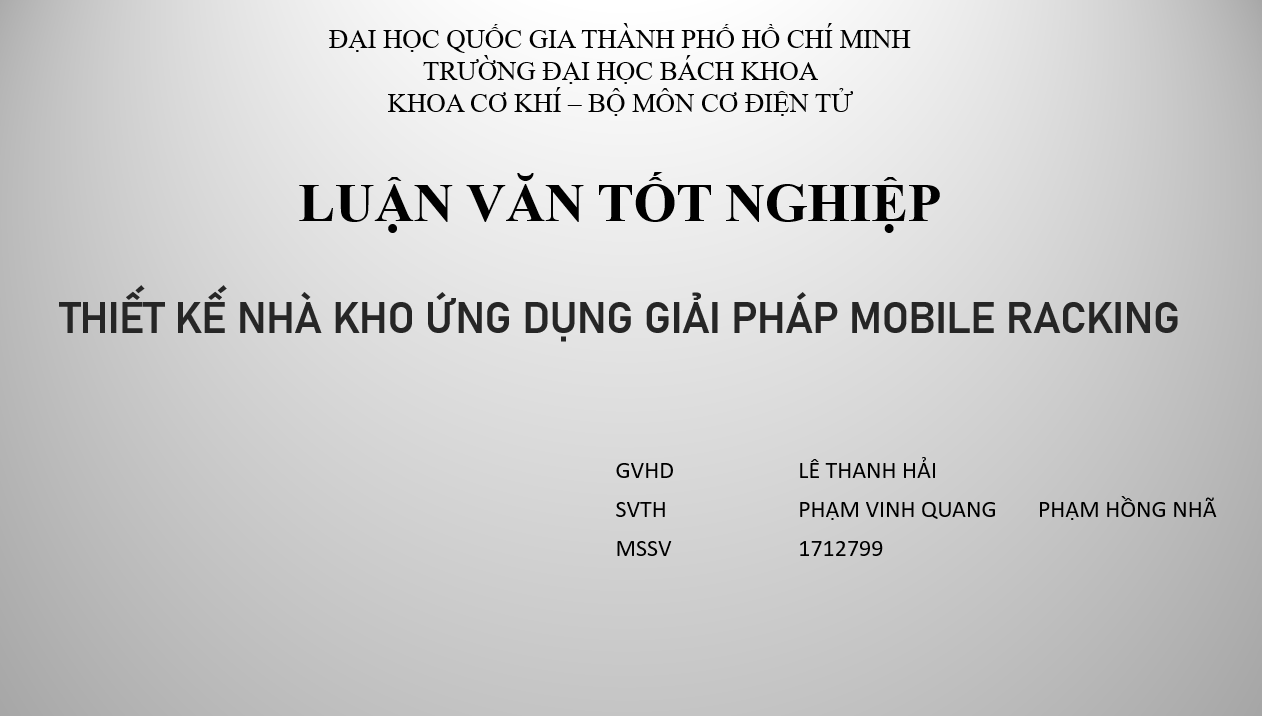 ĐẠI HỌC QUỐC GIA THÀNH PHỐ HỒ CHÍ MINH
TRƯỜNG ĐẠI HỌC BÁCH KHOA
KHOA CƠ KHÍ – BỘ MÔN CƠ ĐIỆN TỬ
LUẬN VĂN TỐT NGHIỆP
THIẾT KẾ NHÀ KHO ỨNG DỤNG GIẢI PHÁP MOBILE RACKING
GVHD LÊ THANH HẢI
SVTH PHẠM VINH QUANG PHẠM HỒNG NHÃ
MSSV 1712799